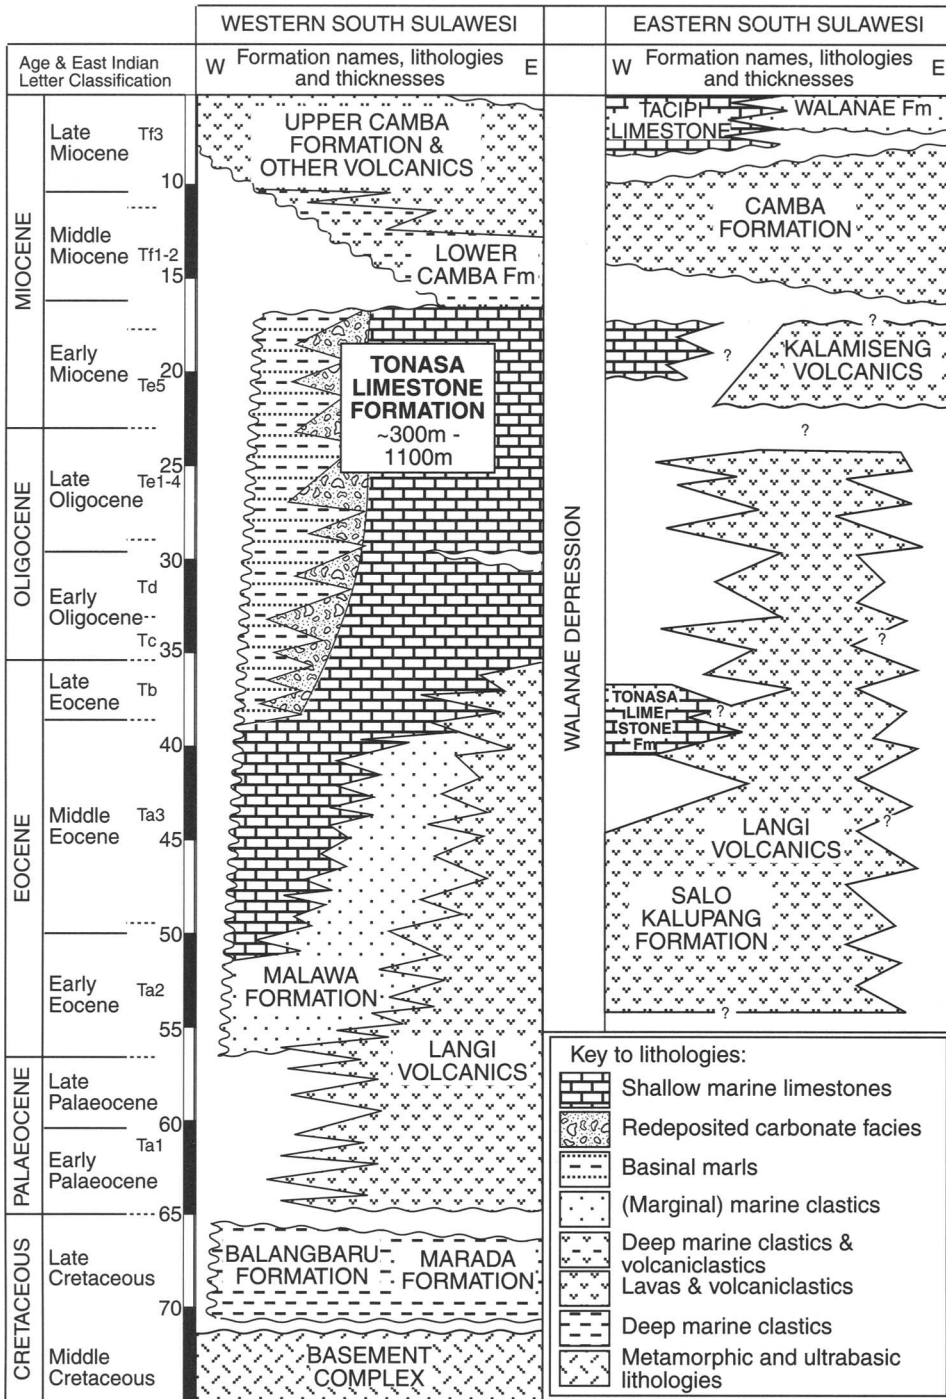 WESTERN SOUTH SULAWESI
EASTERN SOUTH SULAWESI
Age & East Indian
Letter Classification
W
Formation names, lithologies
and thicknesses
E
W
Formation names, lithologies
and thicknesses
E
MIOCENE
Late
Miocene
Tf3
10
Middle
Miocene
Tf1-2
15
Early
Miocene
Te5
20
OLIGOCENE
Late
Oligocene
Te1-4
25
30
Early
Oligocene
Td
Tc
35
EOCENE
Late
Eocene
Tb
40
Middle
Eocene
Ta3
45
50
Early
Eocene
Ta2
55
PALAEOCENE
Late
Palaeocene
60
Early
Palaeocene
Ta1
65
CRETACEOUS
Late
Cretaceous
70
Middle
Cretaceous
UPPER CAMBA
FORMATION &
OTHER VOLCANICS
LOWER
CAMBA Fm
TONASA
LIMESTONE
FORMATION
~300m -
1100m
MALAWA
FORMATION
LANGI
VOLCANICS
BALANGBARU
FORMATION
MARADA
FORMATION
BASEMENT
COMPLEX
WALANAE DEPRESSION
TACIPI
LIMESTONE
WALANAE Fm
CAMBA
FORMATION
?
?
KALAMISENG
VOLCANICS
?
?
TONASA
LIME
STONE
Fm
?
?
LANGI
VOLCANICS
SALO
KALUPANG
FORMATION
?
Key to lithologies:
Shallow marine limestones
Redeposited carbonate facies
Basinal marls
(Marginal) marine clastics
Deep marine clastics &
volcaniclastics
Lavas & volcaniclastics
Deep marine clastics
Metamorphic and ultrabasic
lithologies